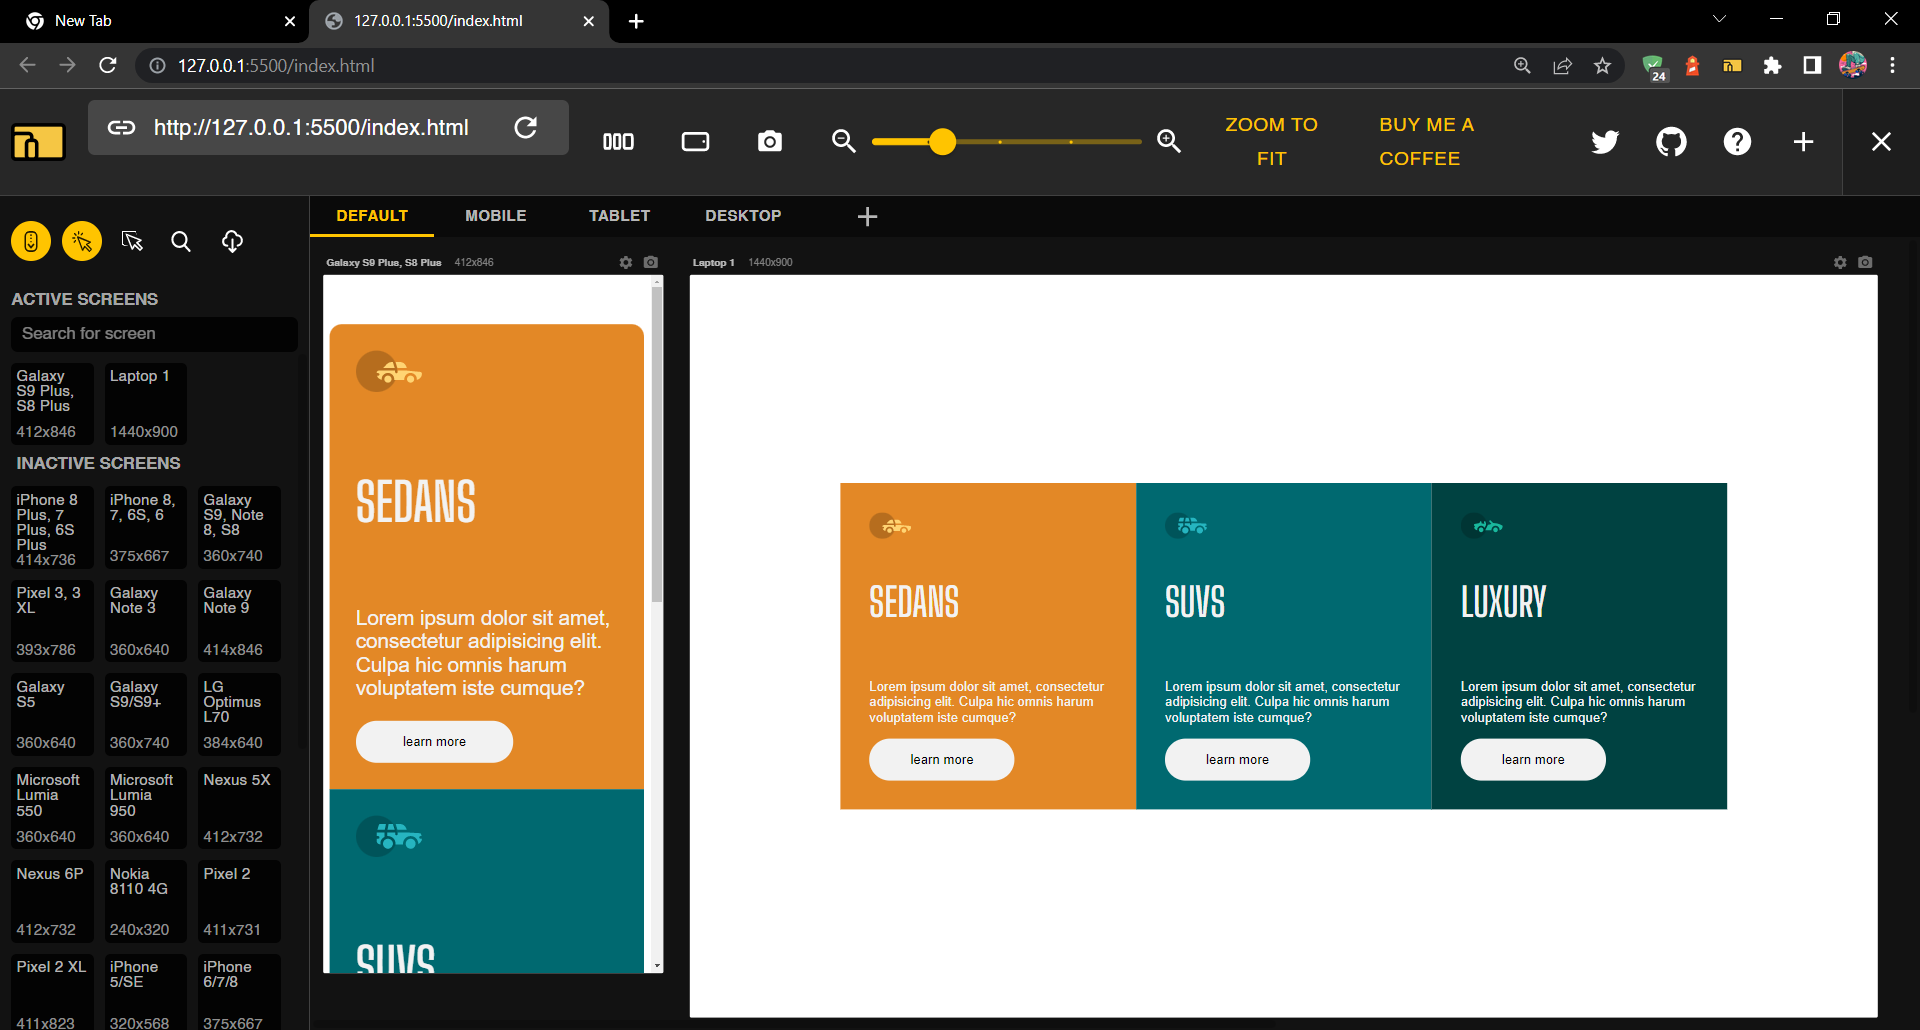 New Tab
127.0.0.1:5500/index.html
127.0.0.1:5500/index.html
24
http://127.0.0.1:5500/index.html
ZOOM TO
FIT
BUY ME A
COFFEE
DEFAULT
MOBILE
TABLET
DESKTOP
ACTIVE SCREENS
Search for screen
Galaxy
S9 Plus,
S8 Plus
412x846
Laptop 1
1440x900
INACTIVE SCREENS
iPhone 8
Plus, 7
Plus, 6S
Plus
414x736
iPhone 8,
7, 6S, 6
375x667
Galaxy
S9, Note
8, S8
360x740
Pixel 3, 3
XL
393x786
Galaxy
Note 3
360x640
Galaxy
Note 9
414x846
Galaxy
S5
360x640
Galaxy
S9/S9+
360x740
LG
Optimus
L70
384x640
Microsoft
Lumia
550
360x640
Microsoft
Lumia
950
360x640
Nexus 5X
412x732
Nexus 6P
412x732
Nokia
8110 4G
240x320
Pixel 2
411x731
Pixel 2 XL
411x823
iPhone
5/SE
320x568
iPhone
6/7/8
375x667
Galaxy S9 Plus, S8 Plus 412x846
SEDANS
Lorem ipsum dolor sit amet,
consectetur adipisicing elit.
Culpa hic omnis harum
voluptatem iste cumque?
learn more
SUVS
Laptop 1 1440x900
SEDANS
Lorem ipsum dolor sit amet, consectetur
adipisicing elit. Culpa hic omnis harum
voluptatem iste cumque?
learn more
SUVS
Lorem ipsum dolor sit amet, consectetur
adipisicing elit. Culpa hic omnis harum
voluptatem iste cumque?
learn more
LUXURY
Lorem ipsum dolor sit amet, consectetur
adipisicing elit. Culpa hic omnis harum
voluptatem iste cumque?
learn more